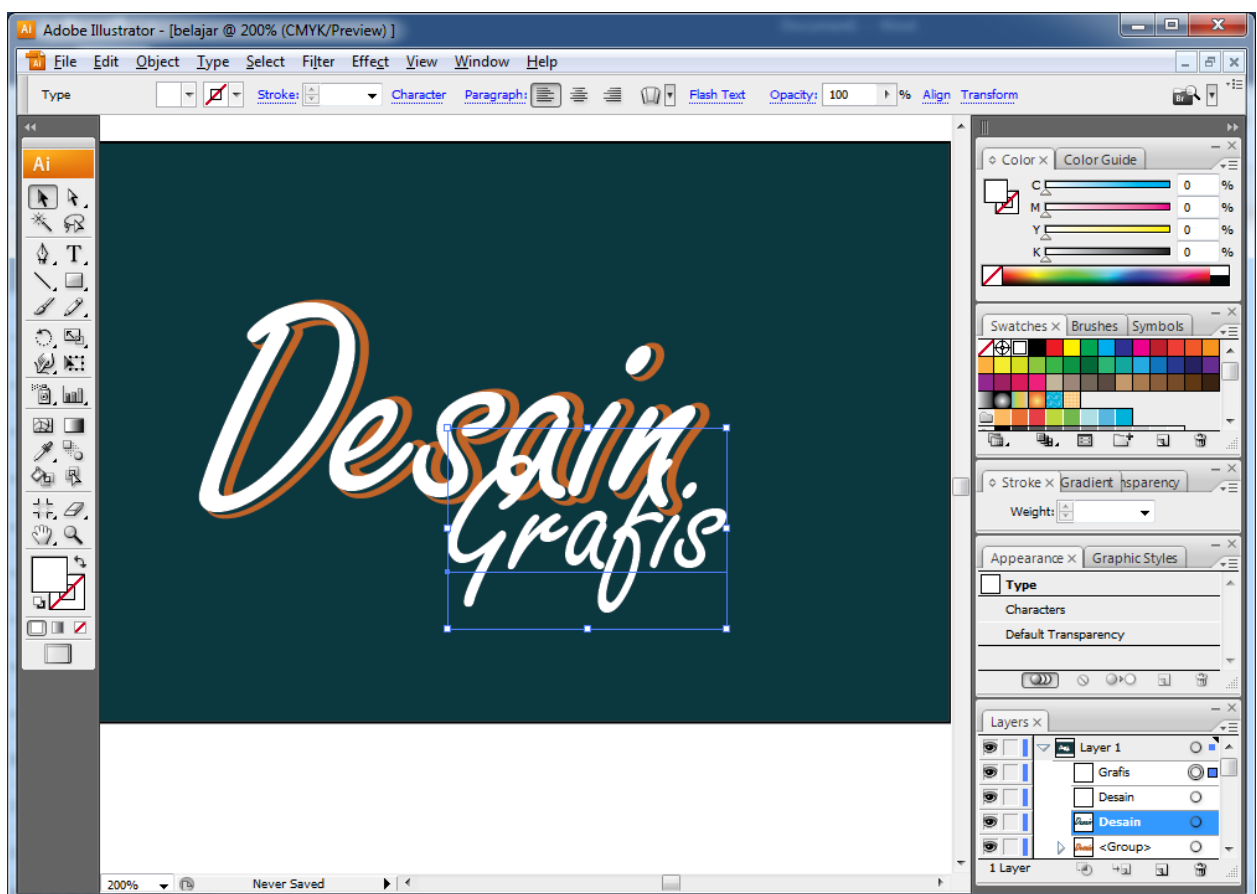 Adobe Illustrator - [belajar @ 200% (CMYK/Preview) ]
File Edit Object Type Select Filter Effect View Window Help
Type Stroke: Character Paragraph: Flash Text Opacity: 100 % Align Transform
Br
Ai
Desain
Grafis
Color × Color Guide
C 0 %
M 0 %
Y 0 %
K 0 %
Swatches × Brushes Symbols
Stroke × Gradient nsparency
Weight:
Appearance × Graphic Styles
Type
Characters
Default Transparency
Layers ×
Layer 1
Grafis
Desain
Desain
<Group>
1 Layer
200% Never Saved